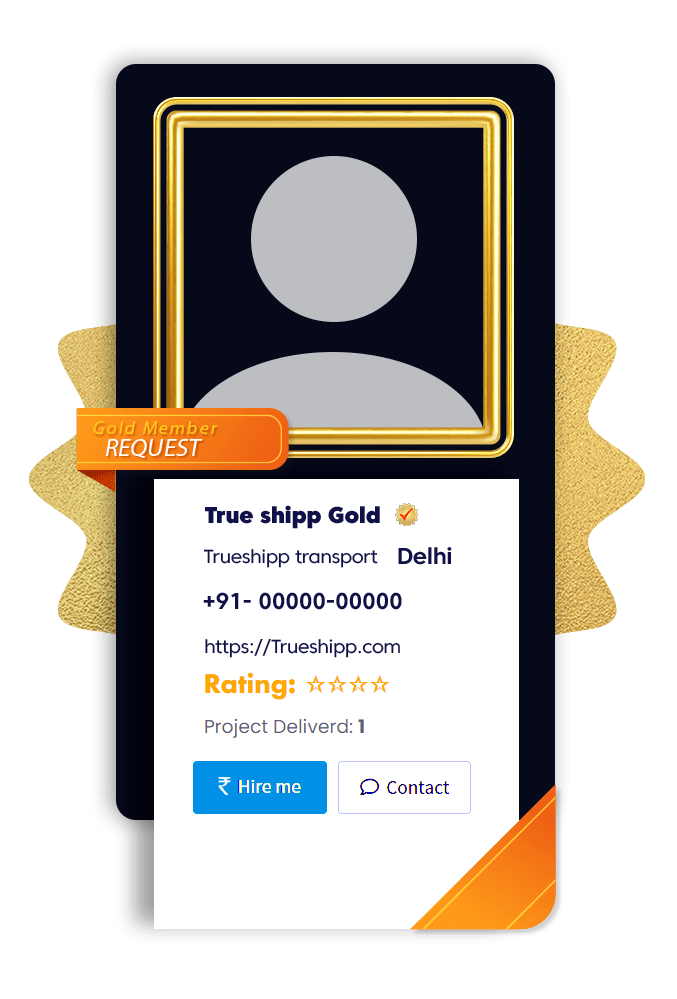 Gold Member
REQUEST
True shipp Gold
Trueshipp transport Delhi
+91- 00000-00000
https://Trueshipp.com
Rating: ☆☆☆☆
Project Deliverd: 1
₹ Hire me
Contact